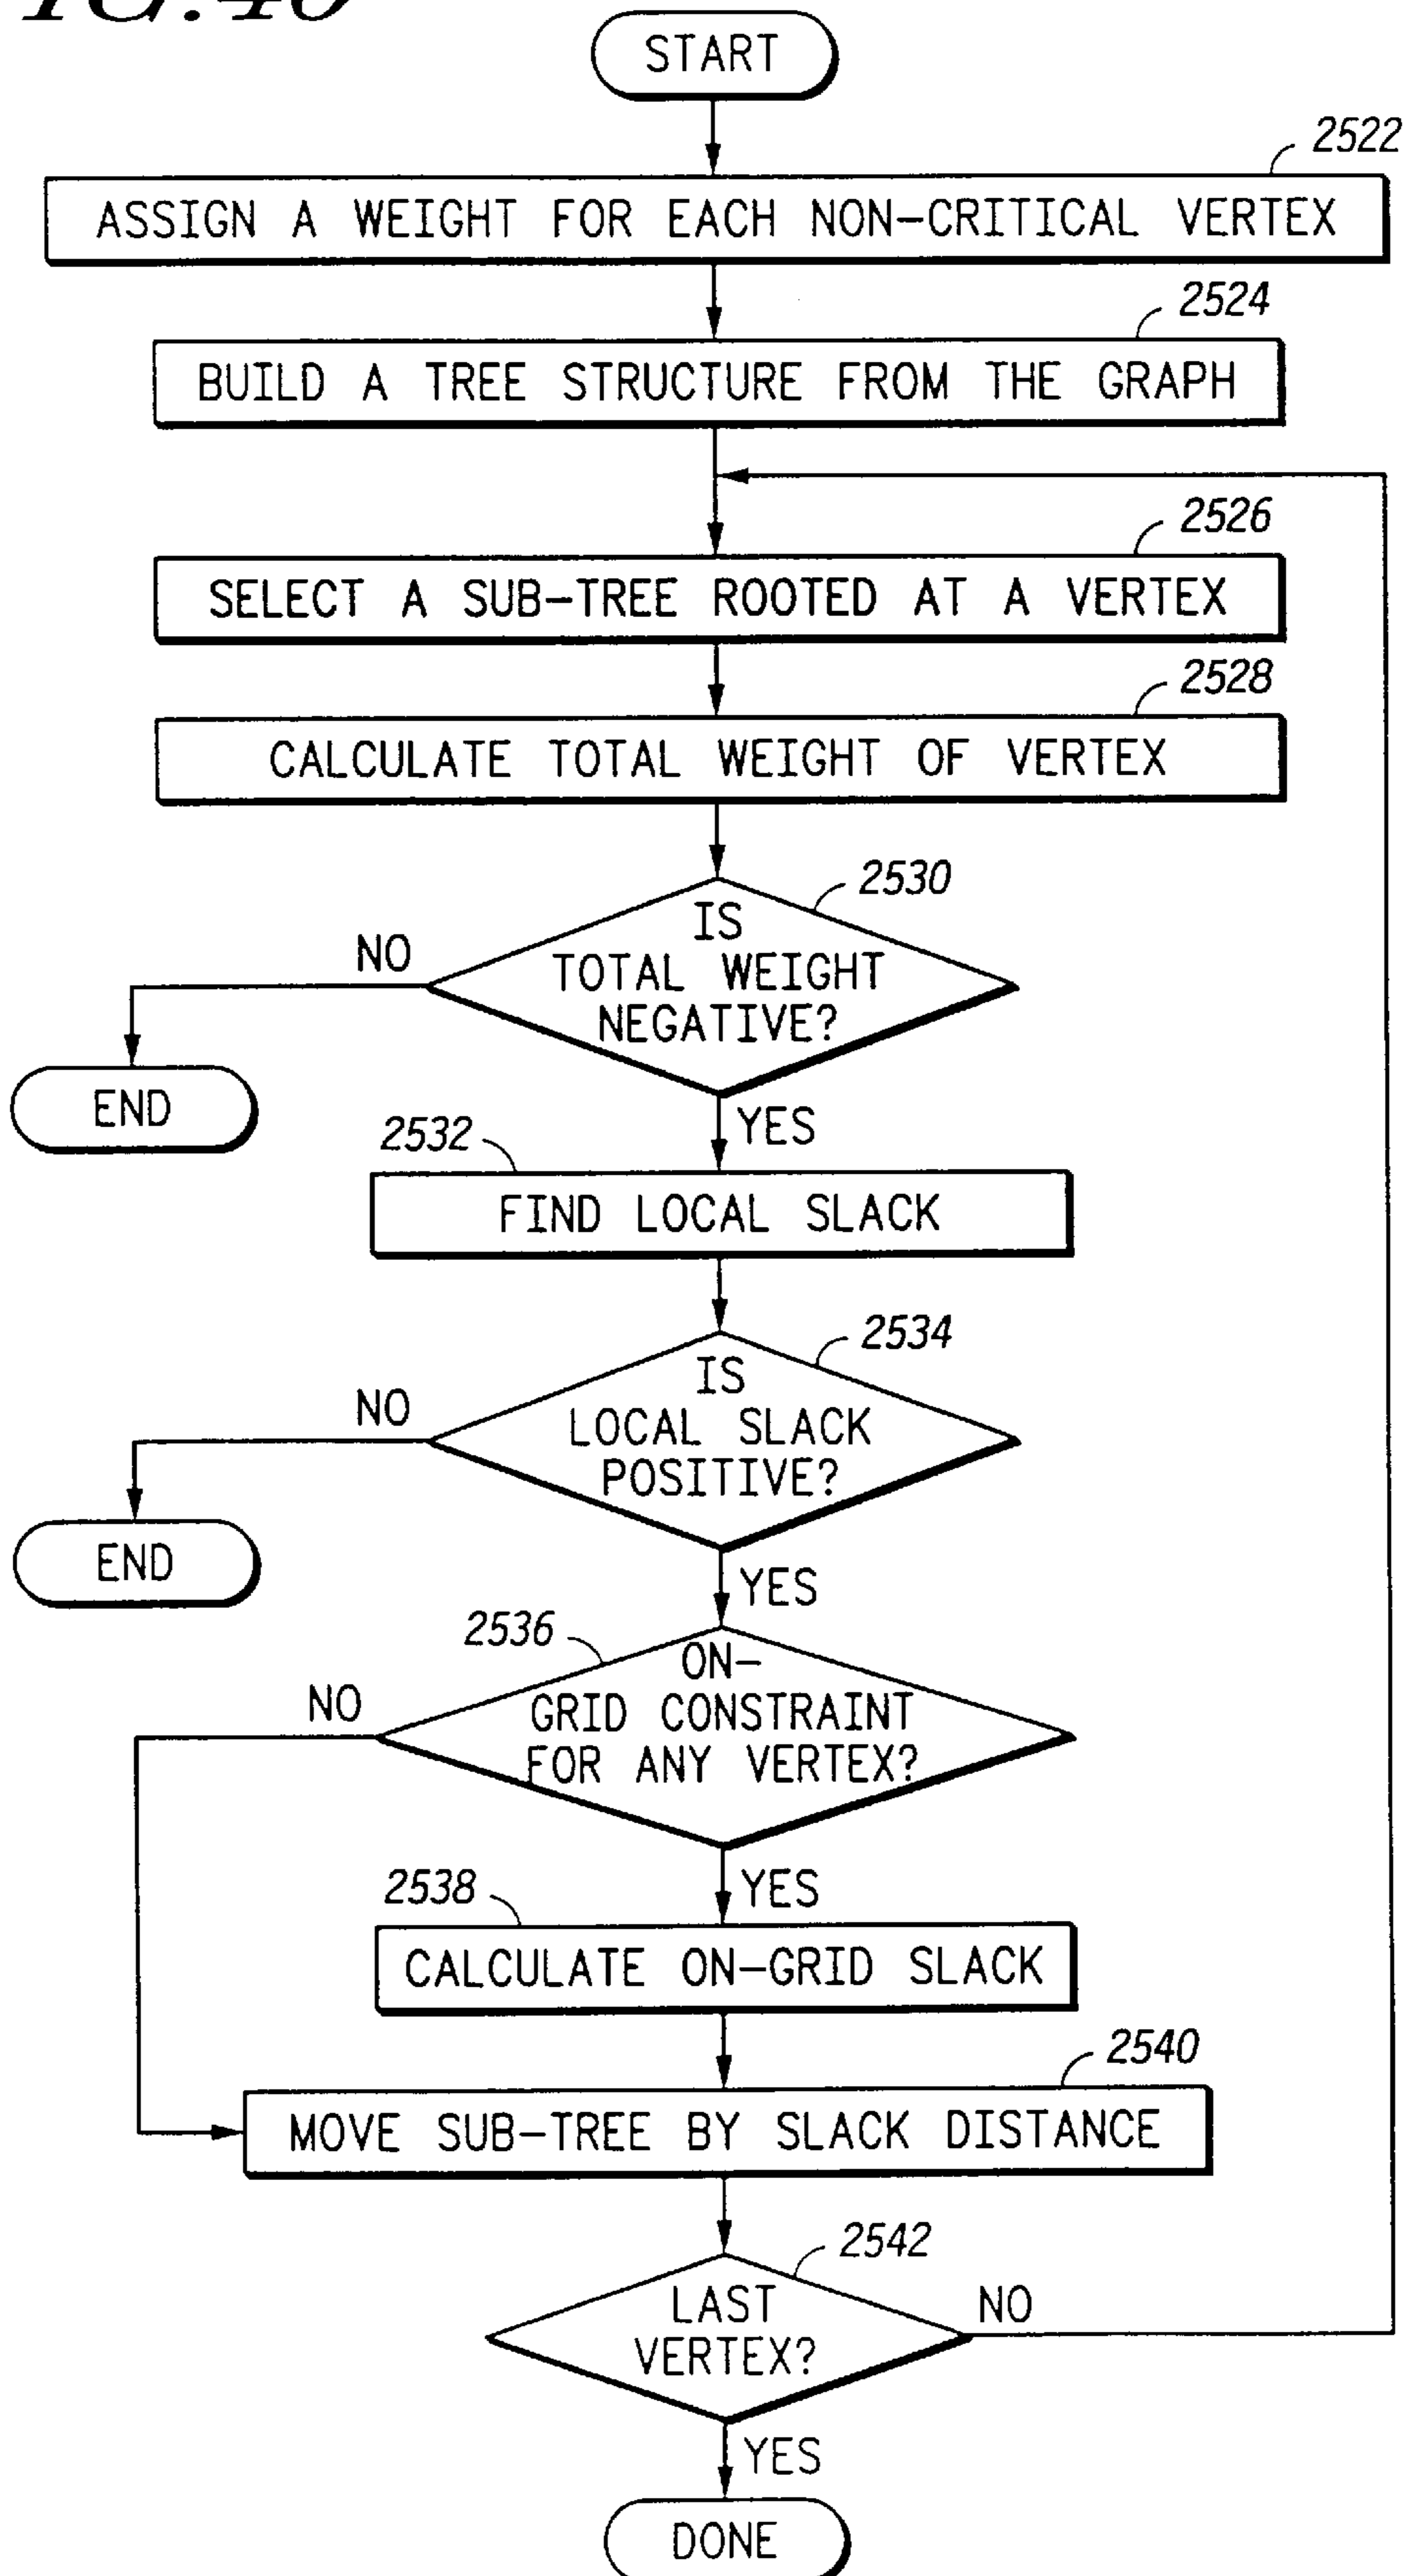 START
2522
ASSIGN A WEIGHT FOR EACH NON-CRITICAL VERTEX
2524
BUILD A TREE STRUCTURE FROM THE GRAPH
2526
SELECT A SUB-TREE ROOTED AT A VERTEX
2528
CALCULATE TOTAL WEIGHT OF VERTEX
2530
IS
TOTAL WEIGHT
NEGATIVE?
NO
END
YES
2532
FIND LOCAL SLACK
2534
IS
LOCAL SLACK
POSITIVE?
NO
END
YES
2536
ON-
GRID CONSTRAINT
FOR ANY VERTEX?
NO
YES
2538
CALCULATE ON-GRID SLACK
2540
MOVE SUB-TREE BY SLACK DISTANCE
2542
LAST
VERTEX?
NO
YES
DONE